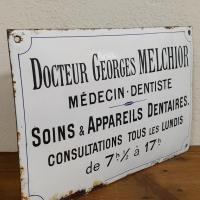 DOCTEUR GEORGES MELCHIOR
MÉDECIN-DENTISTE
SOINS & APPAREILS DENTAIRES.
CONSULTATIONS TOUS LES LUNDIS
de 7h½ à 17h